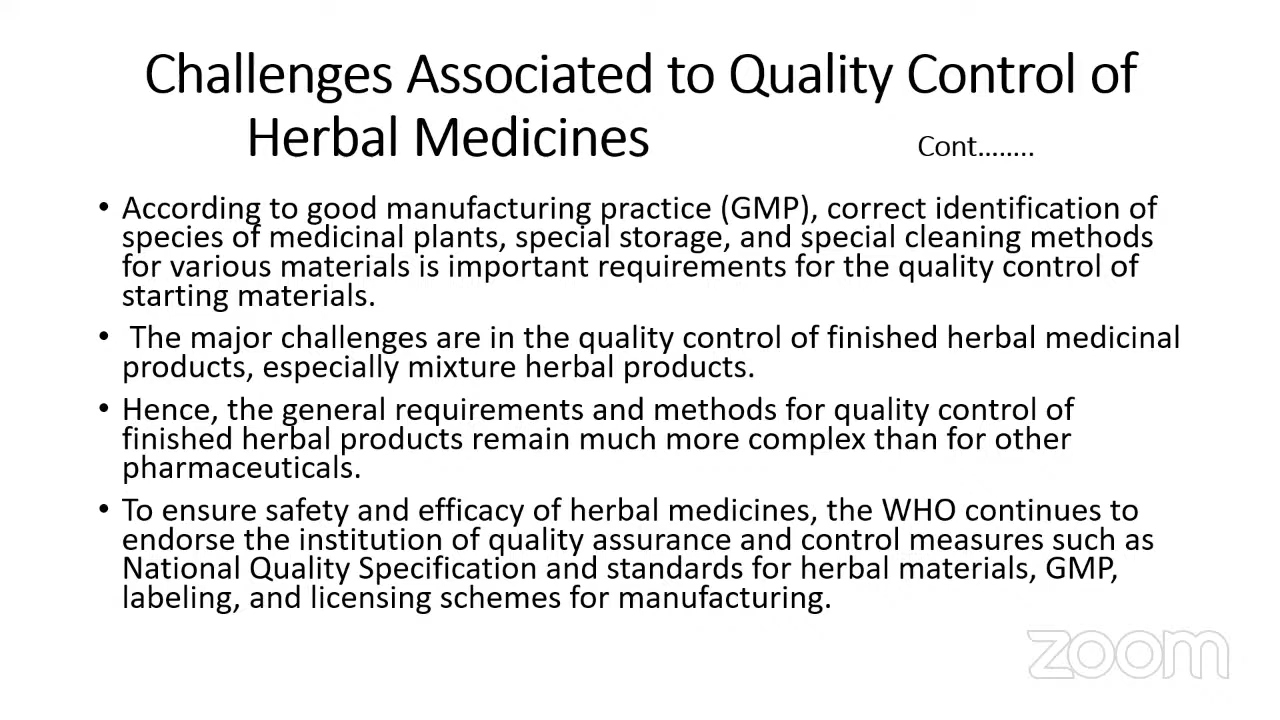 Challenges Associated to Quality Control of
Herbal Medicines Cont........
• According to good manufacturing practice (GMP), correct identification of
species of medicinal plants, special storage, and special cleaning methods
for various materials is important requirements for the quality control of
starting materials.
• The major challenges are in the quality control of finished herbal medicinal
products, especially mixture herbal products.
• Hence, the general requirements and methods for quality control of
finished herbal products remain much more complex than for other
pharmaceuticals.
• To ensure safety and efficacy of herbal medicines, the WHO continues to
endorse the institution of quality assurance and control measures such as
National Quality Specification and standards for herbal materials, GMP,
labeling, and licensing schemes for manufacturing.
zoom